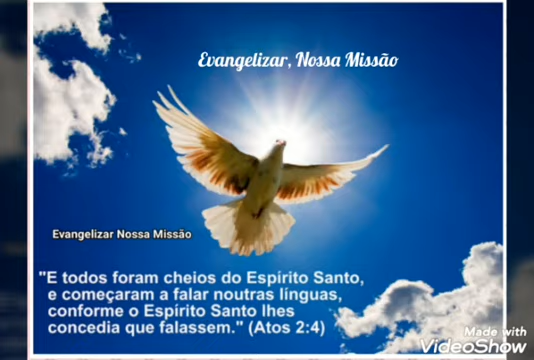 Evangelizar, Nossa Missão
Evangelizar Nossa Missão
"E todos foram cheios do Espírito Santo,
e começaram a falar noutras línguas,
conforme o Espírito Santo lhes
concedia que falassem." (Atos 2:4)
Made with
VideoShow